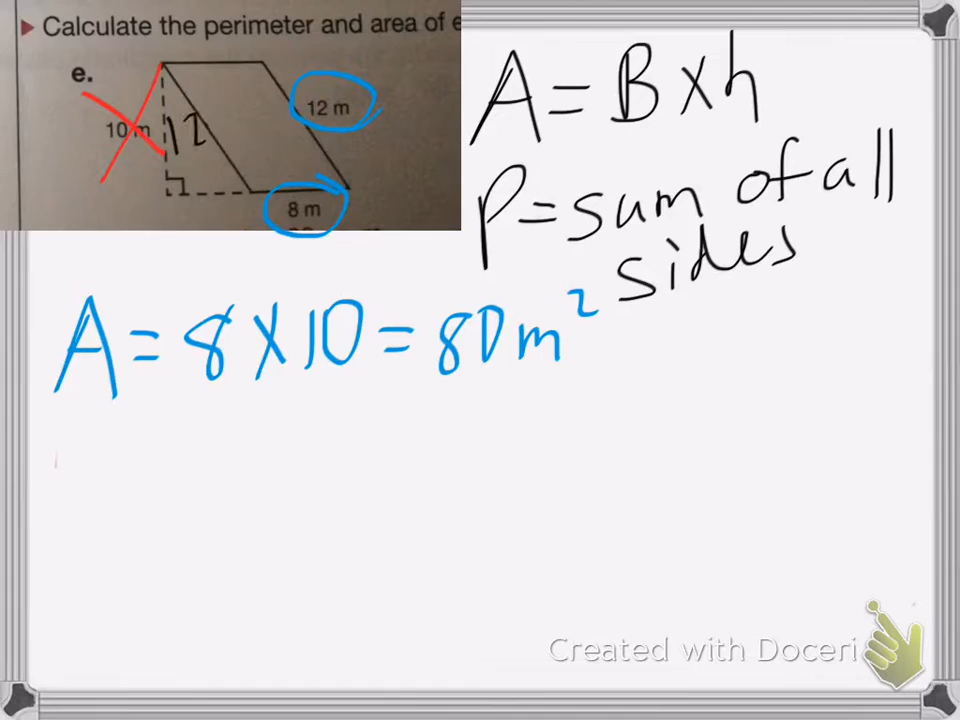 Calculate the perimeter and area of e
e.
10 m
12
12 m
8 m
A = B x h
P = sum of all
sides
A = 8 x 10 = 80 m²
Created with Doceri